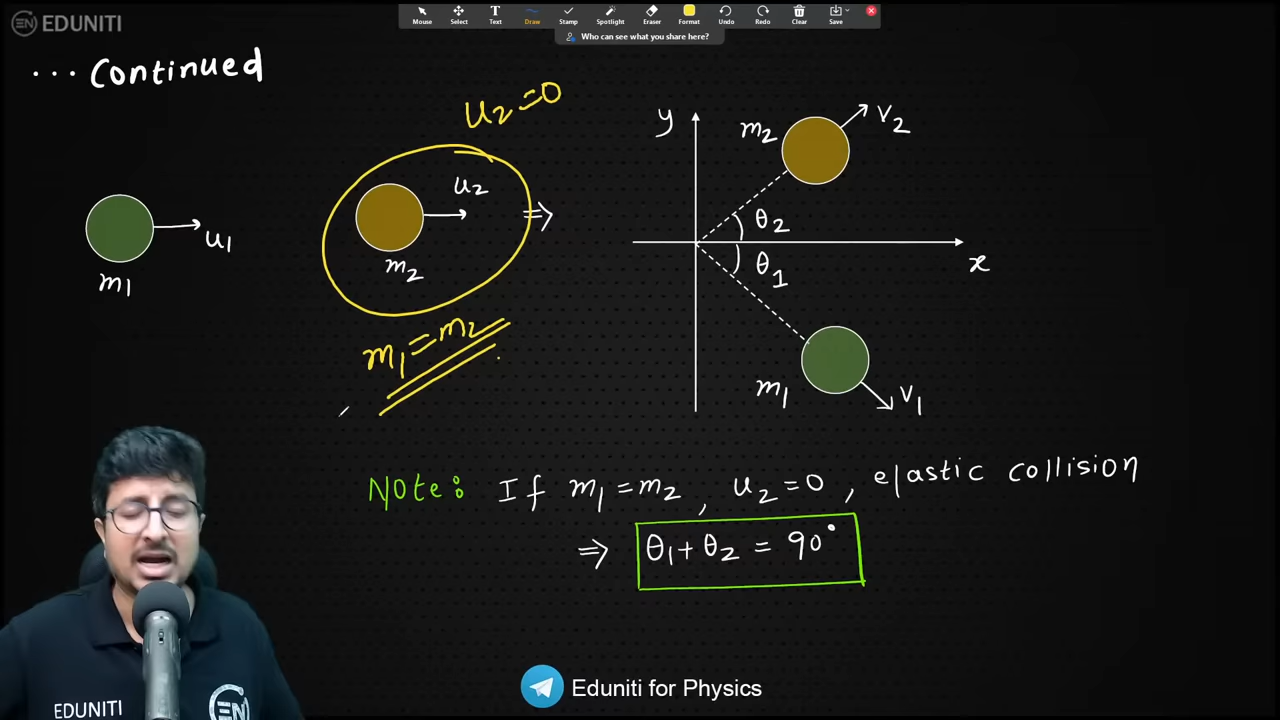 EDUNITI
Mouse Select Text Draw Stamp Spotlight Eraser Format Undo Redo Clear Save
Who can see what you share here?
... Continued
u₂=0
u₁
m₁
u₂
⇒
m₂
m₁=m₂
y
m₂
v₂
θ₂
x
θ₁
m₁
v₁
Note: If m₁=m₂, u₂=0, elastic collision
⇒ θ₁+θ₂ = 90°
EDUNITI
EN
Eduniti for Physics